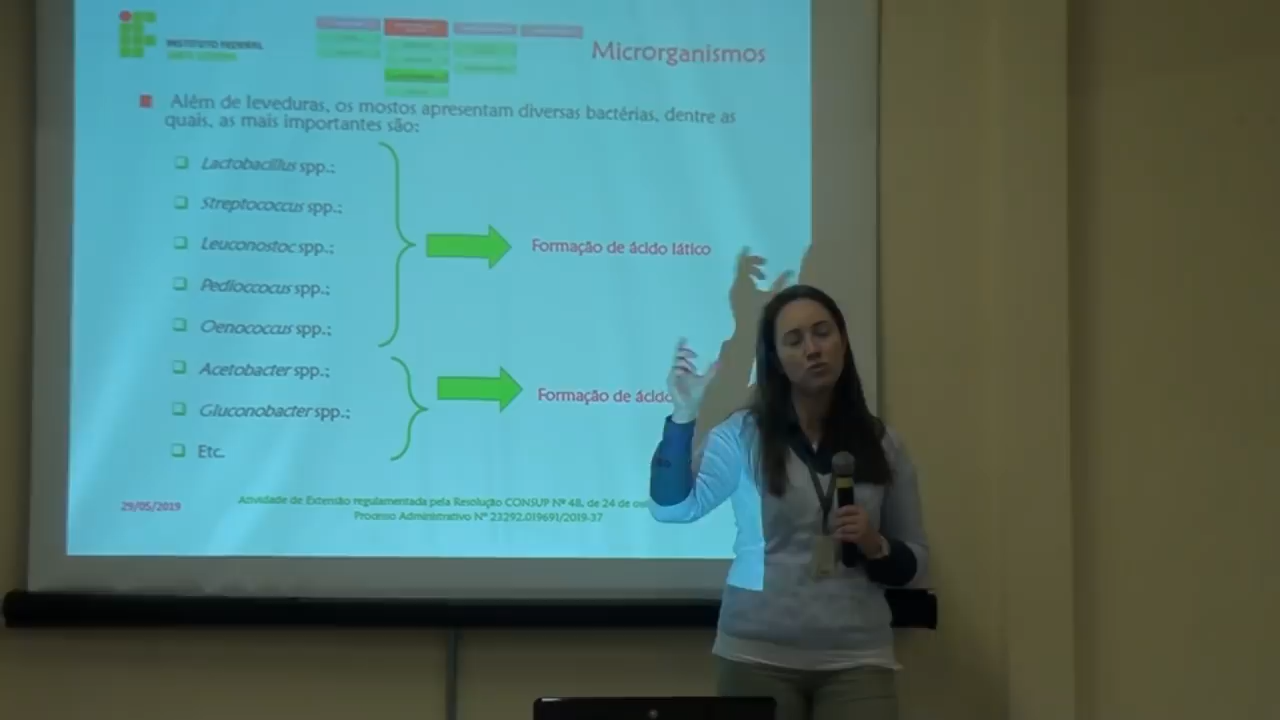 INSTITUTO FEDERAL
Microrganismos
Além de leveduras, os mostos apresentam diversas bactérias, dentre as
quais, as mais importantes são:
Lactobacillus spp.;
Streptococcus spp.;
Leuconostoc spp.;
Pedioccocus spp.;
Oenococcus spp.;
Formação de ácido lático
Acetobacter spp.;
Gluconobacter spp.;
Etc.
Formação de ácido
29/05/2019
Atividade de Extensão regulamentada pela Resolução CONSUP Nº 48, de 24 de
Processo Administrativo Nº 23292.019691/2019-37